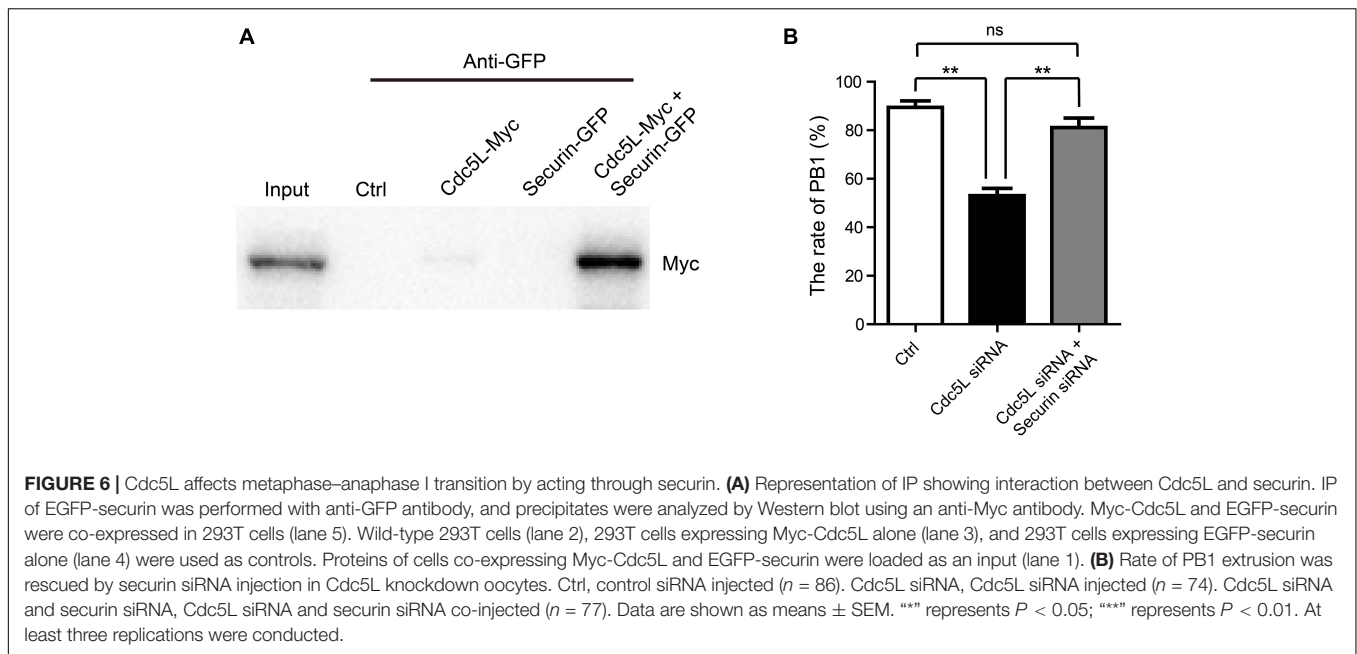 A
Anti-GFP
Input
Ctrl
Cdc5L-Myc
Securin-GFP
Cdc5L-Myc +
Securin-GFP
Myc
B
ns
**
**
The rate of PB1 (%)
100
80
60
40
20
0
Ctrl
Cdc5L siRNA
Cdc5L siRNA +
Securin siRNA
FIGURE 6 | Cdc5L affects metaphase–anaphase I transition by acting through securin. (A) Representation of IP showing interaction between Cdc5L and securin. IP
of EGFP-securin was performed with anti-GFP antibody, and precipitates were analyzed by Western blot using an anti-Myc antibody. Myc-Cdc5L and EGFP-securin
were co-expressed in 293T cells (lane 5). Wild-type 293T cells (lane 2), 293T cells expressing Myc-Cdc5L alone (lane 3), and 293T cells expressing EGFP-securin
alone (lane 4) were used as controls. Proteins of cells co-expressing Myc-Cdc5L and EGFP-securin were loaded as an input (lane 1). (B) Rate of PB1 extrusion was
rescued by securin siRNA injection in Cdc5L knockdown oocytes. Ctrl, control siRNA injected (n = 86). Cdc5L siRNA, Cdc5L siRNA injected (n = 74). Cdc5L siRNA
and securin siRNA, Cdc5L siRNA and securin siRNA co-injected (n = 77). Data are shown as means ± SEM. “*” represents P < 0.05; “**” represents P < 0.01. At
least three replications were conducted.